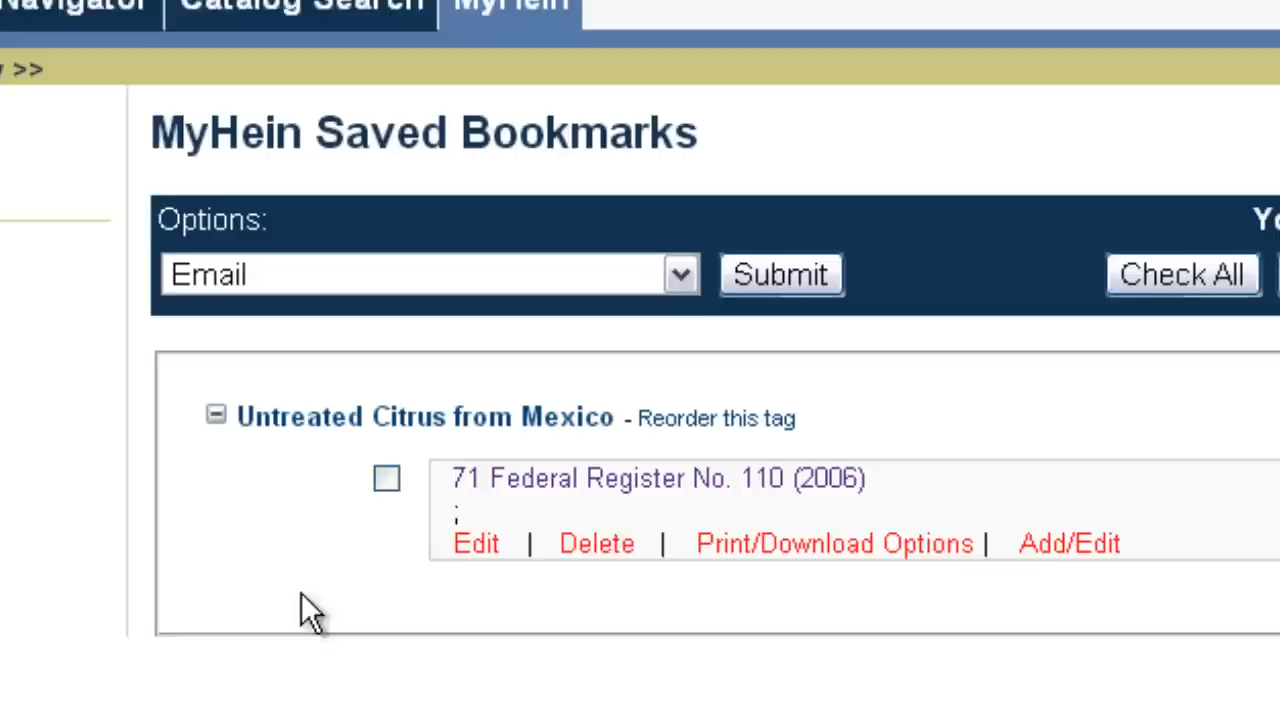 Navigator Catalog Search MyHein
>>
MyHein Saved Bookmarks
Options:
Email Submit Check All
Untreated Citrus from Mexico - Reorder this tag
71 Federal Register No. 110 (2006)
;
Edit | Delete | Print/Download Options | Add/Edit